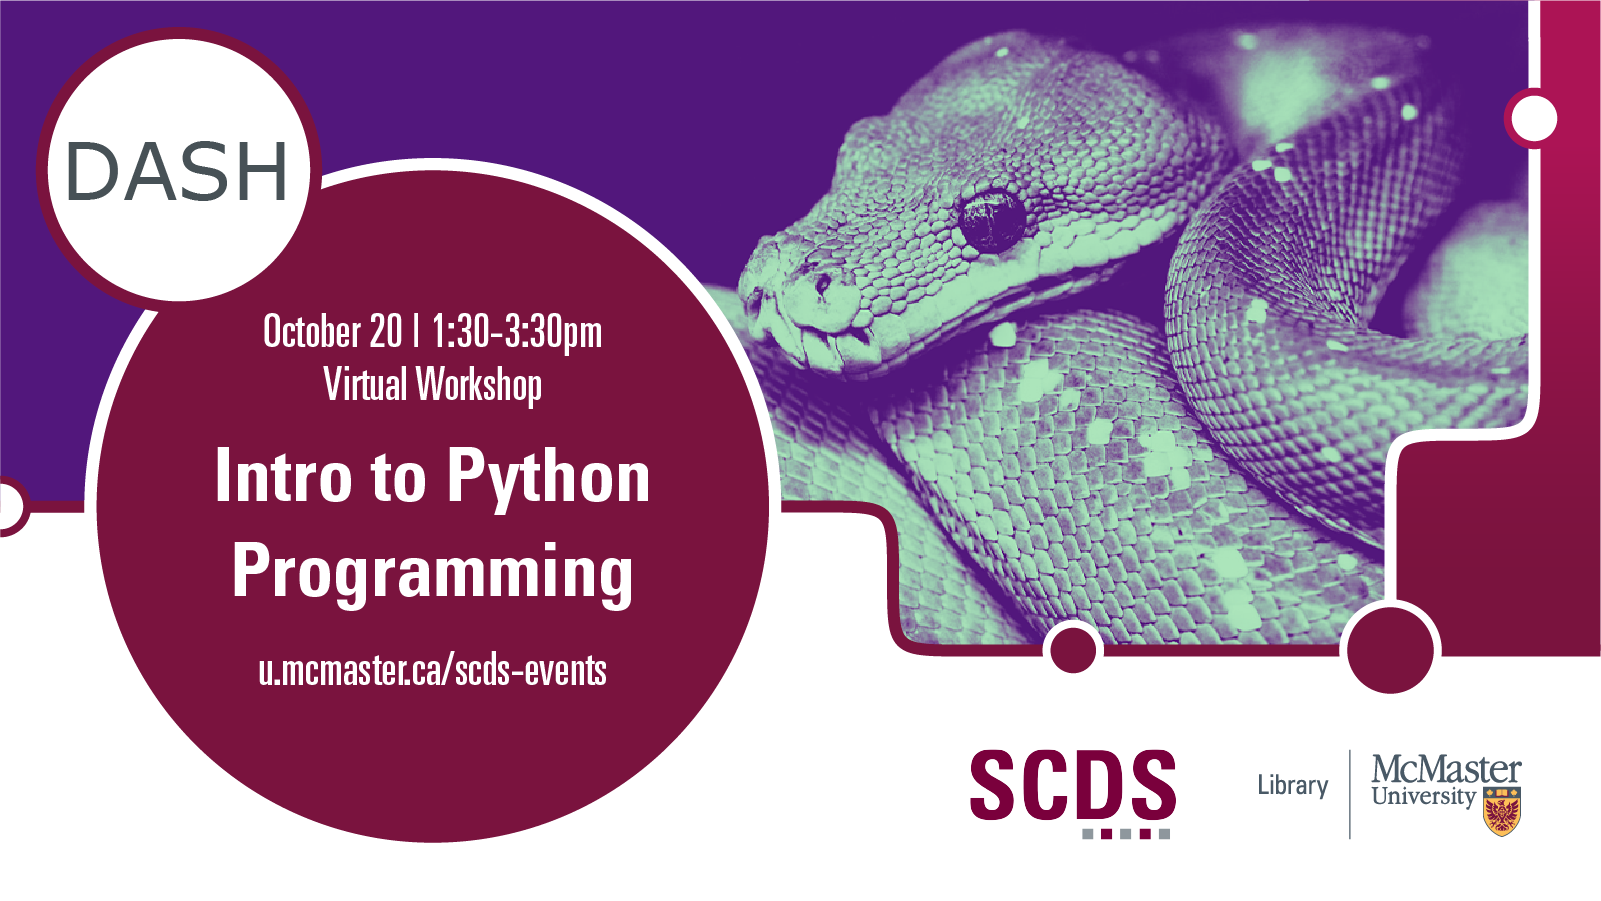 DASH
October 20 | 1:30-3:30pm
Virtual Workshop
Intro to Python
Programming
u.mcmaster.ca/scds-events
SCDS
Library
McMaster
University